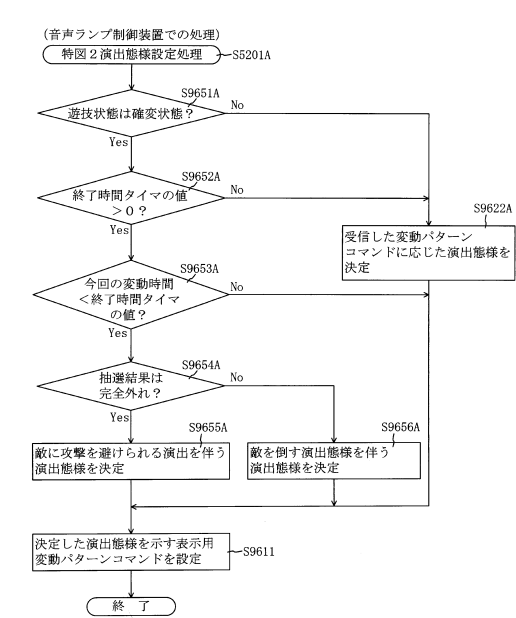 (音声ランプ制御装置での処理)
特図2演出態様設定処理
S5201A
S9651A
遊技状態は確変状態?
No
Yes
S9652A
終了時間タイマの値
>0?
No
Yes
S9622A
受信した変動パターン
コマンドに応じた演出態様を
決定
S9653A
今回の変動時間
<終了時間タイマ
の値?
No
Yes
S9654A
抽選結果は
完全外れ?
No
Yes
S9655A
敵に攻撃を避けられる演出を伴う
演出態様を決定
S9656A
敵を倒す演出態様を伴う
演出態様を決定
決定した演出態様を示す表示用
変動パターンコマンドを設定
S9611
終 了